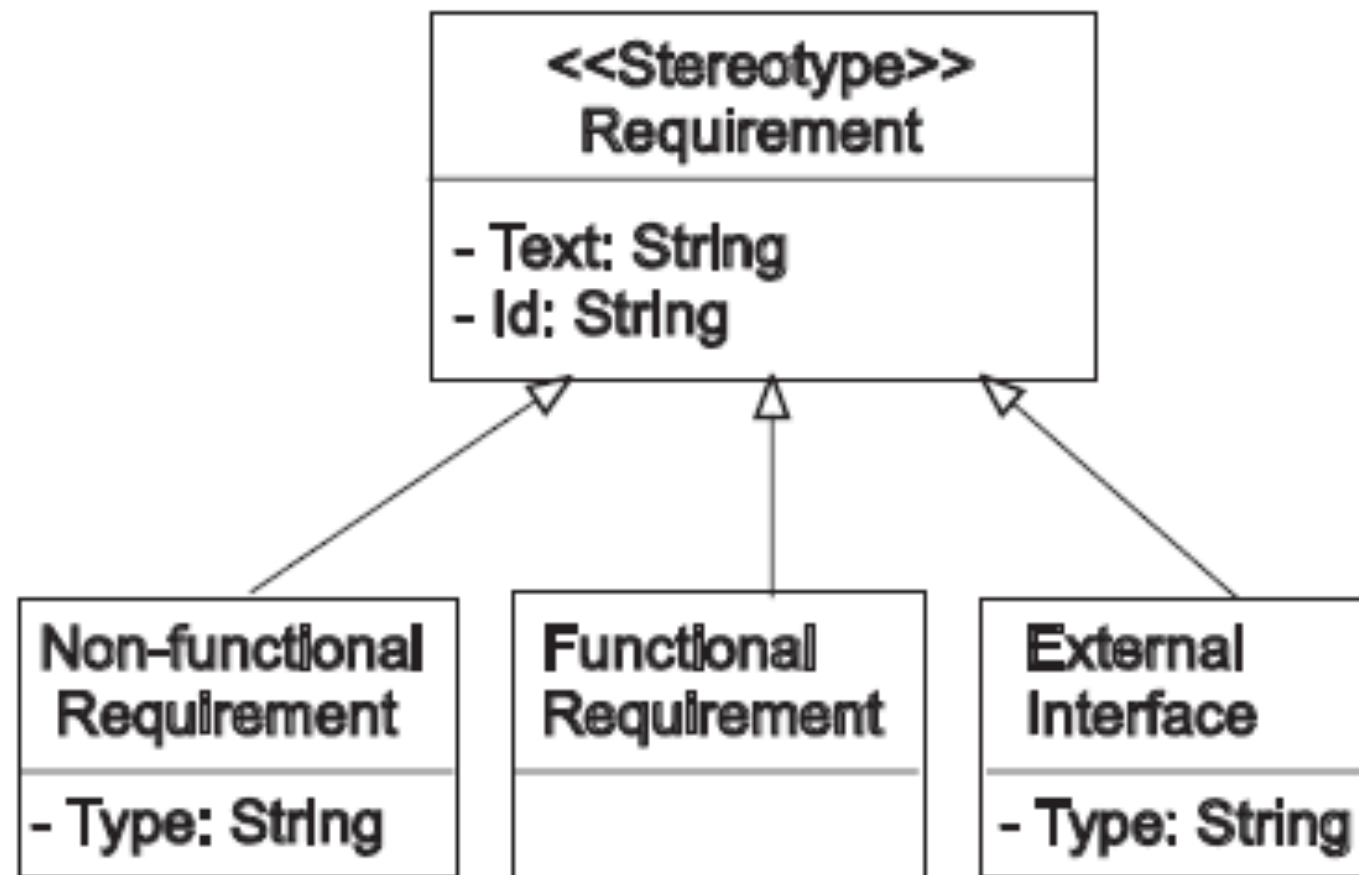 <<Stereotype>>
Requirement
- Text: String
- Id: String
Non-functional
Requirement
- Type: String
Functional
Requirement
External
Interface
- Type: String